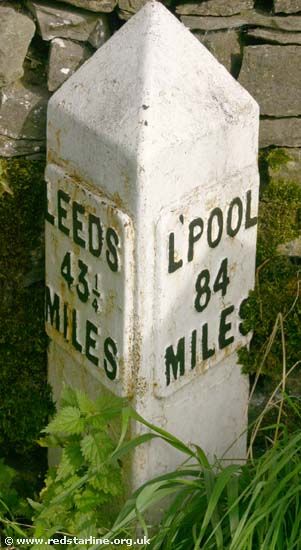 LEEDS
43¼
MILES
L'POOL
84
MILES
©www.redstarline.org.uk